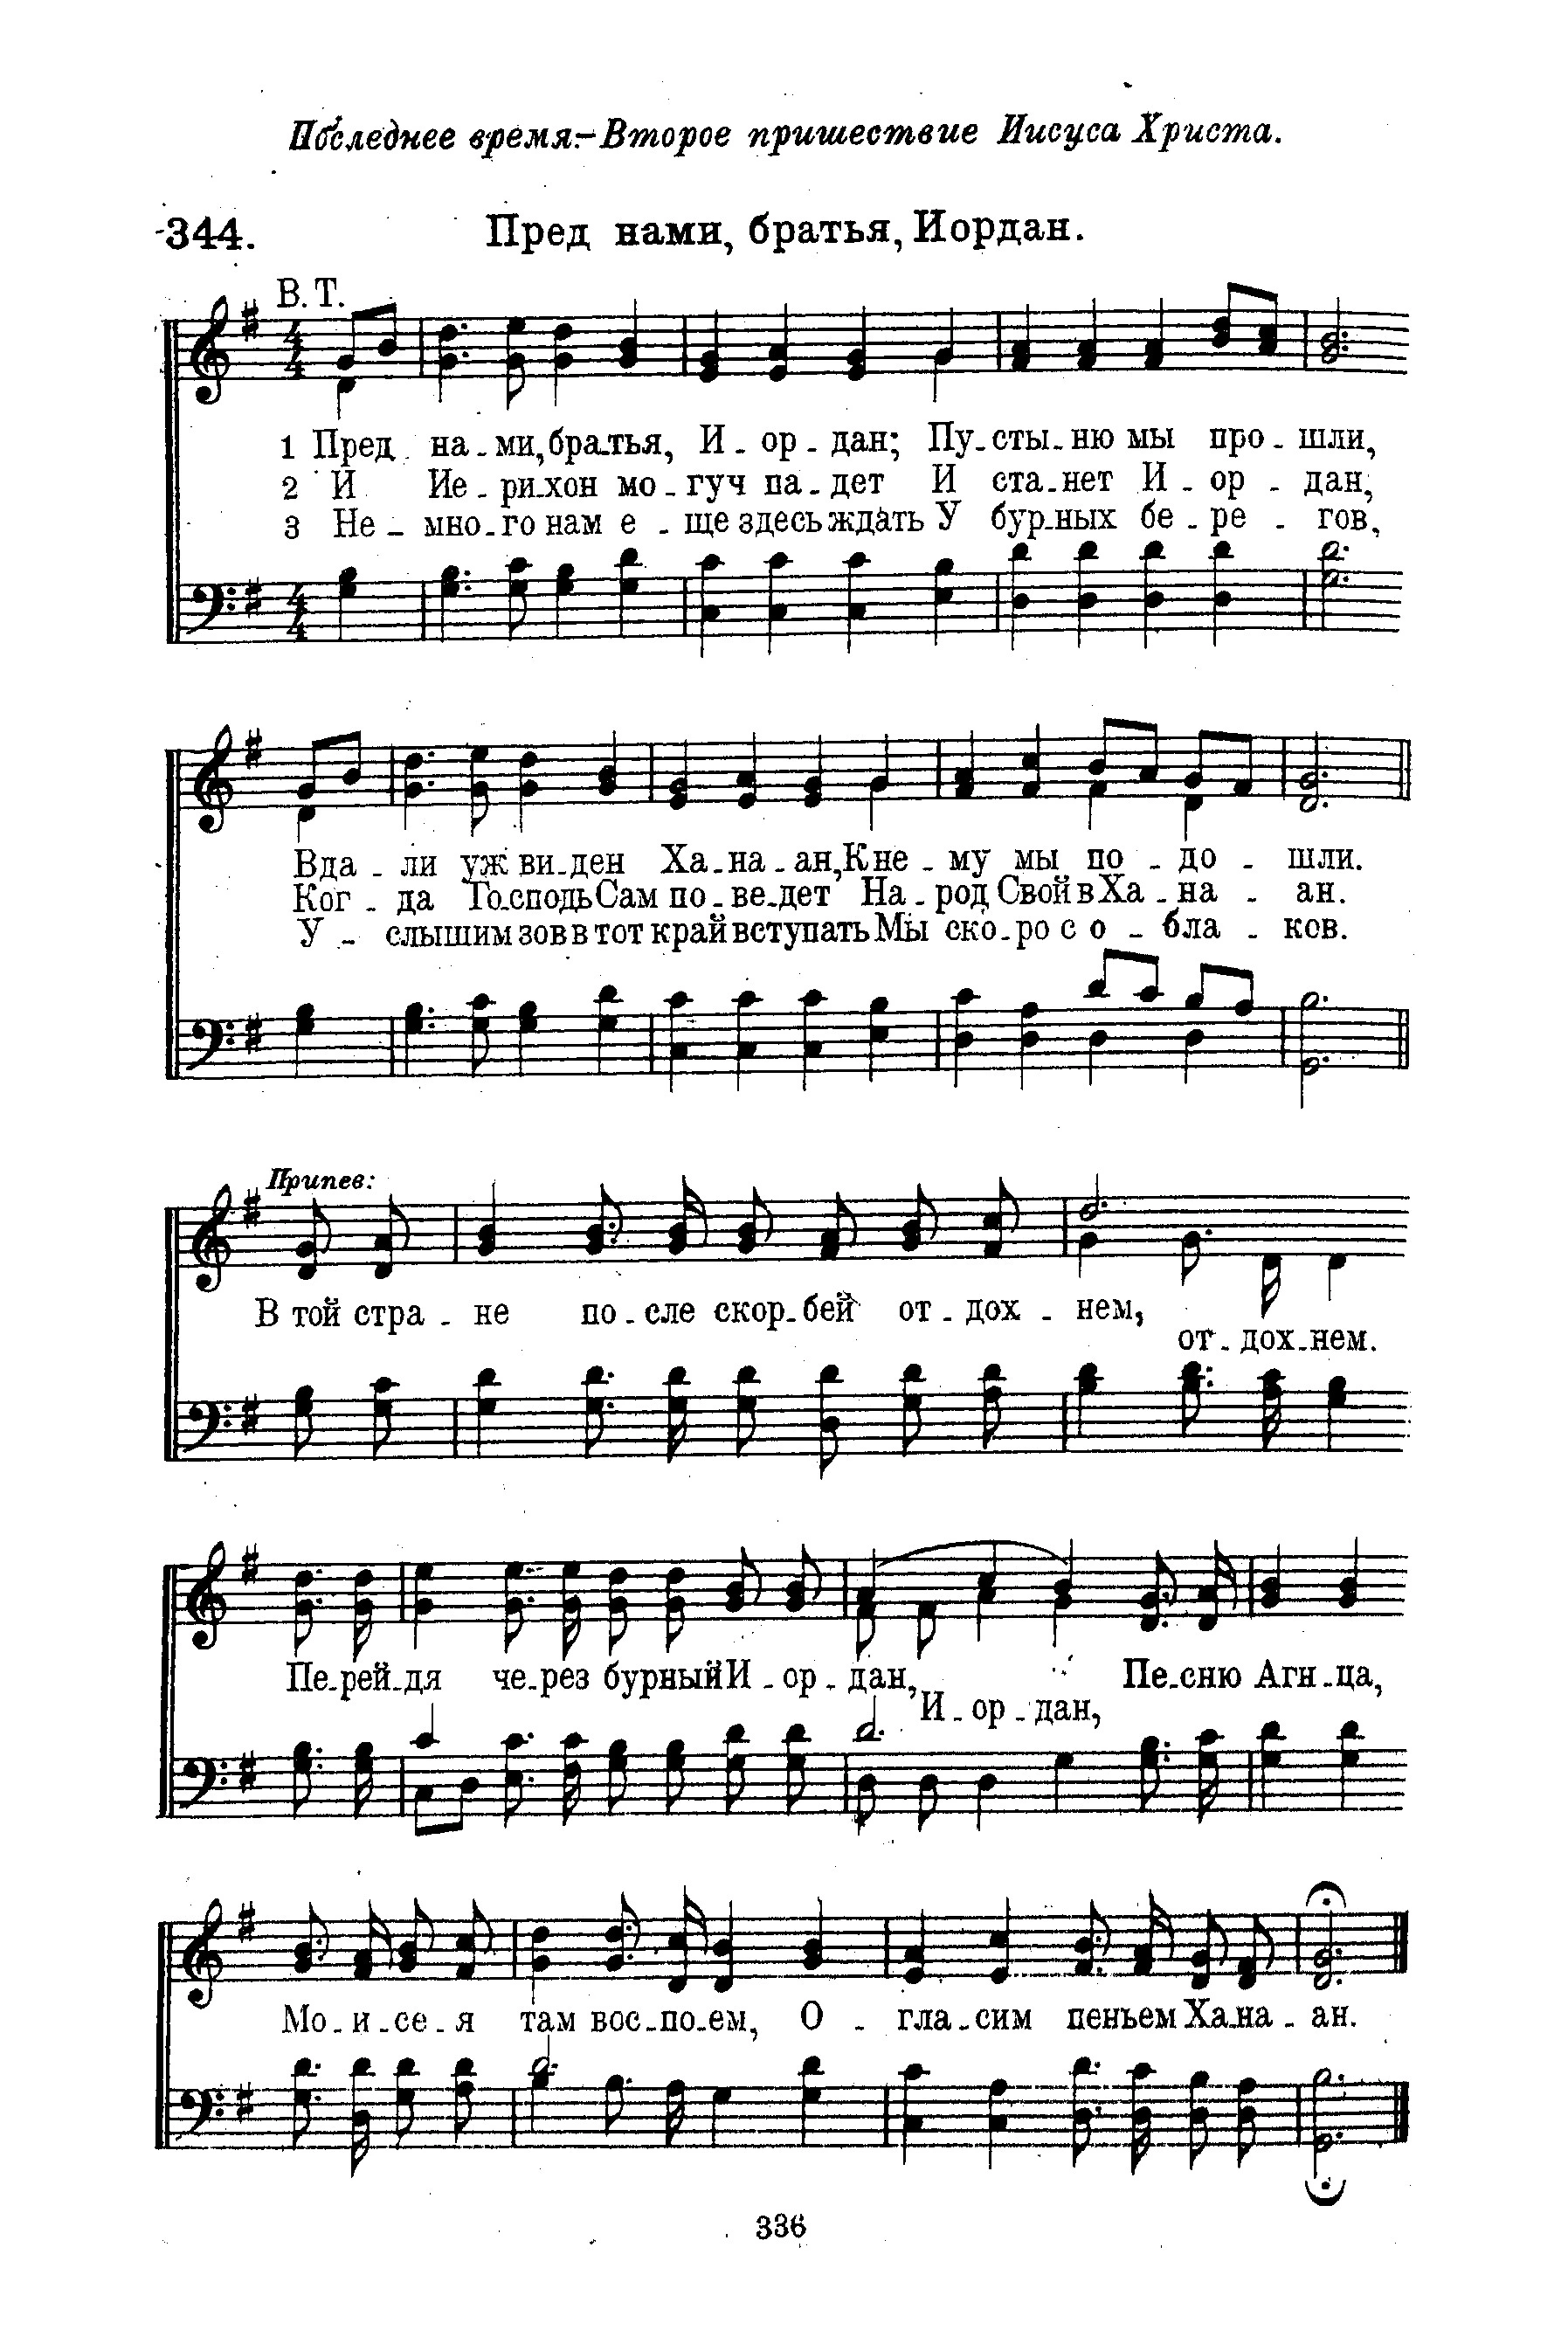 Последнее время.-Второе пришествие Иисуса Христа.
344. Пред нами, братья, Иордан.
В. Т.
1 Пред на-ми, бра-тья, И-ор-дан; Пу-сты-ню мы про-шли,
2 И Ие-ри-хон мо-гуч па-дет И ста-нет И-ор-дан,
3 Не-мно-го нам е-ще здесь ждать У бур-ных бе-ре-гов,
Вда-ли уж ви-ден Ха-на-ан, К не-му мы по-до-шли.
Ког-да Го-сподь Сам по-ве-дет На-род Свой в Ха-на-ан.
У-слышим зов в тот край вступать Мы ско-ро с о-бла-ков.
Припев:
В той стра-не по-сле скор-бей от-дох-нем,
от-дох-нем.
Пе-рей-дя че-рез бурный И-ор-дан, Пе-сню Агн-ца,
И-ор-дан,
Мо-и-се-я там вос-по-ем, О-гла-сим пеньем Ха-на-ан.
336